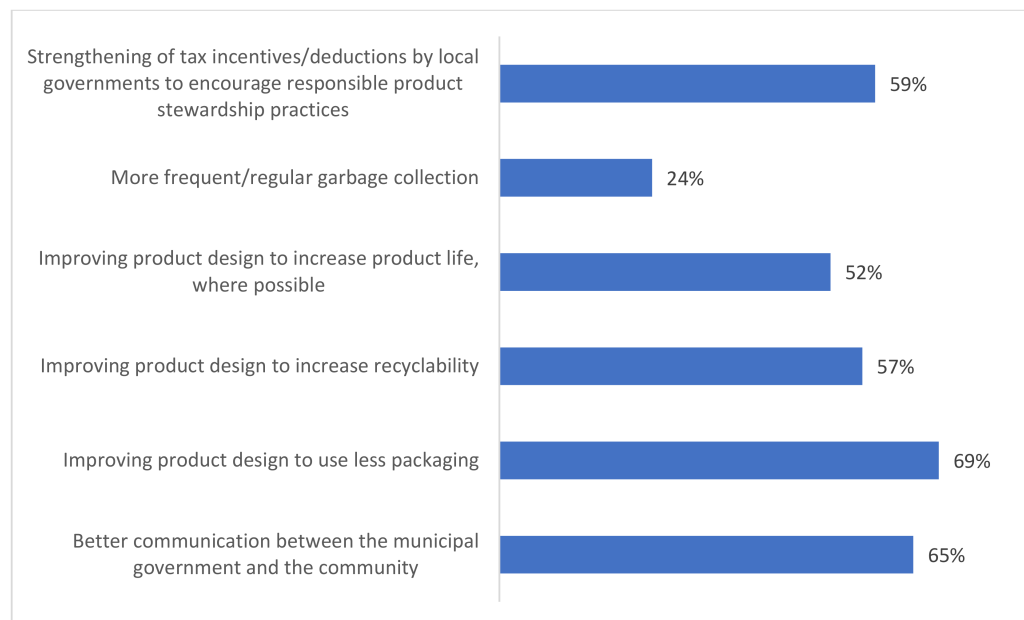 Strengthening of tax incentives/deductions by local
governments to encourage responsible product
stewardship practices
59%
More frequent/regular garbage collection
24%
Improving product design to increase product life,
where possible
52%
Improving product design to increase recyclability
57%
Improving product design to use less packaging
69%
Better communication between the municipal
government and the community
65%